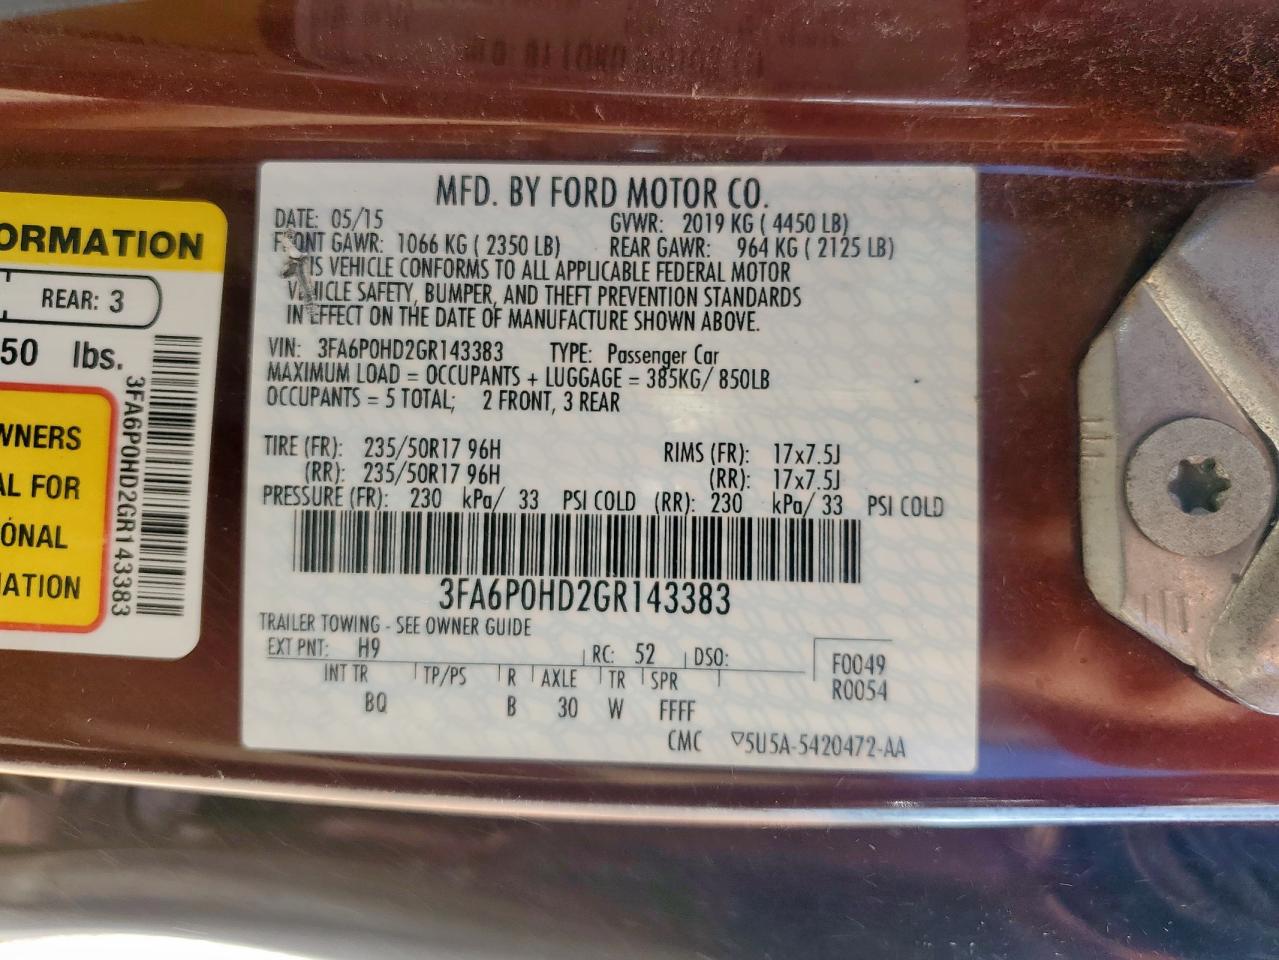 MFD. BY FORD MOTOR CO.
DATE: 05/15 GVWR: 2019 KG ( 4450 LB)
FRONT GAWR: 1066 KG ( 2350 LB) REAR GAWR: 964 KG ( 2125 LB)
THIS VEHICLE CONFORMS TO ALL APPLICABLE FEDERAL MOTOR
VEHICLE SAFETY, BUMPER, AND THEFT PREVENTION STANDARDS
IN EFFECT ON THE DATE OF MANUFACTURE SHOWN ABOVE.
VIN: 3FA6P0HD2GR143383 TYPE: Passenger Car
MAXIMUM LOAD = OCCUPANTS + LUGGAGE = 385KG/ 850LB
OCCUPANTS = 5 TOTAL; 2 FRONT, 3 REAR
TIRE (FR): 235/50R17 96H RIMS (FR): 17x7.5J
(RR): 235/50R17 96H (RR): 17x7.5J
PRESSURE (FR): 230 kPa/ 33 PSI COLD (RR): 230 kPa/ 33 PSI COLD
3FA6P0HD2GR143383
TRAILER TOWING - SEE OWNER GUIDE
EXT PNT: H9 RC: 52 DSO:
INT TR TP/PS R AXLE TR SPR
BQ B 30 W FFFF
F0049
R0054
CMC ▽5U5A-5420472-AA
ORMATION
REAR: 3
50 lbs.
WNERS
AL FOR
ONAL
MATION
3FA6P0HD2GR143383